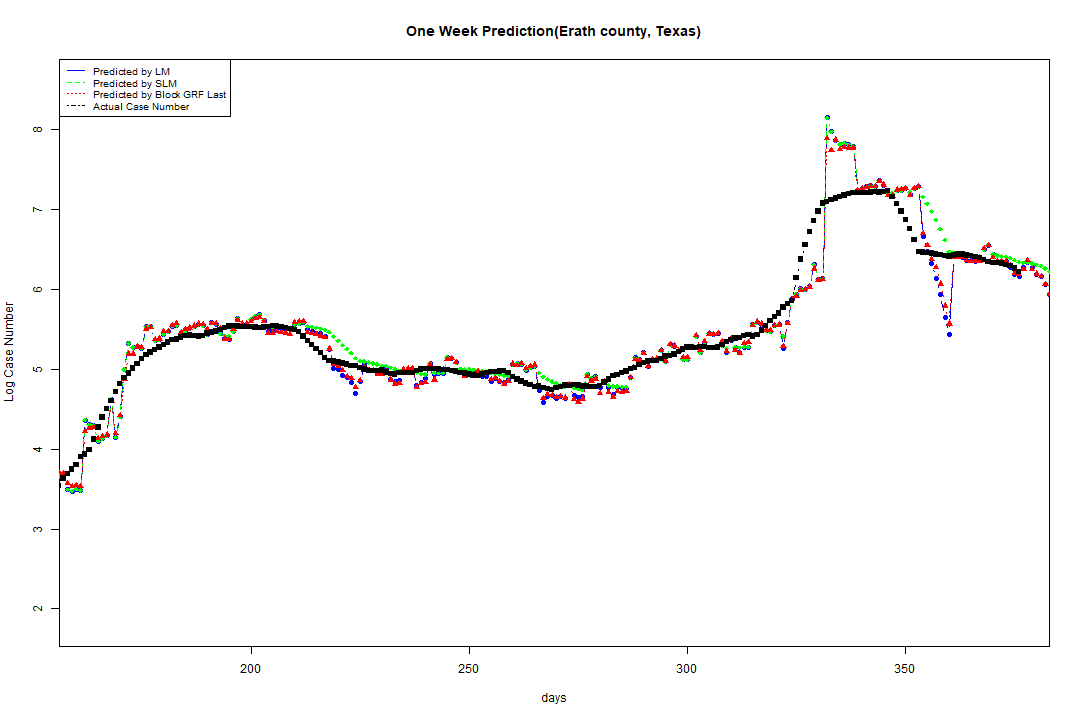 One Week Prediction(Erath county, Texas)
Predicted by LM
Predicted by SLM
Predicted by Block GRF Last
Actual Case Number
8
7
6
5
4
3
2
Log Case Number
200
250
300
350
days